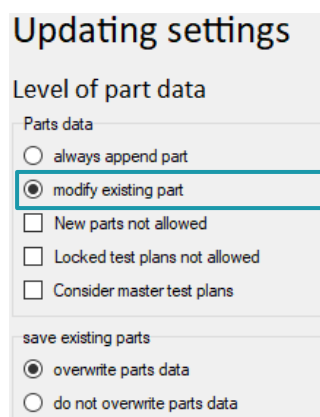 Updating settings
Level of part data
Parts data
always append part
modify existing part
New parts not allowed
Locked test plans not allowed
Consider master test plans
save existing parts
overwrite parts data
do not overwrite parts data